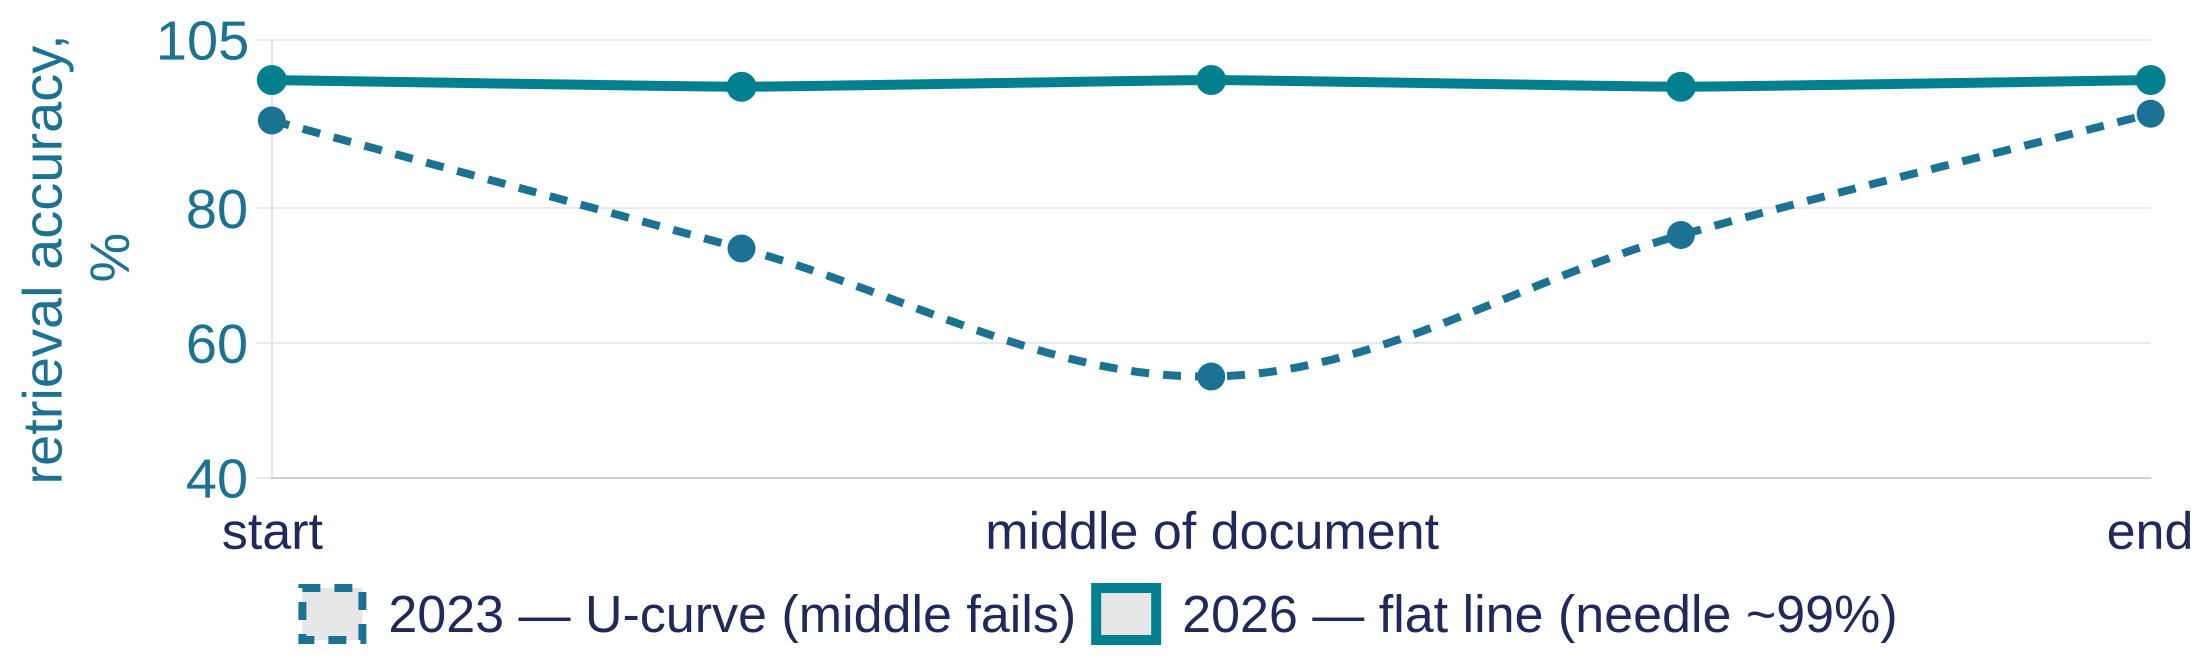 retrieval accuracy,
%
105
80
60
40
start
middle of document
end
2023 — U-curve (middle fails)
2026 — flat line (needle ~99%)